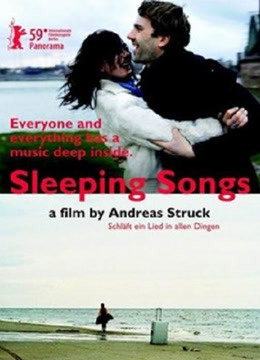 59°
Internationale
Filmfestspiele
Berlin
Panorama
Everyone and
everything has a
music deep inside.
Sleeping Songs
a film by Andreas Struck
Schläft ein Lied in allen Dingen